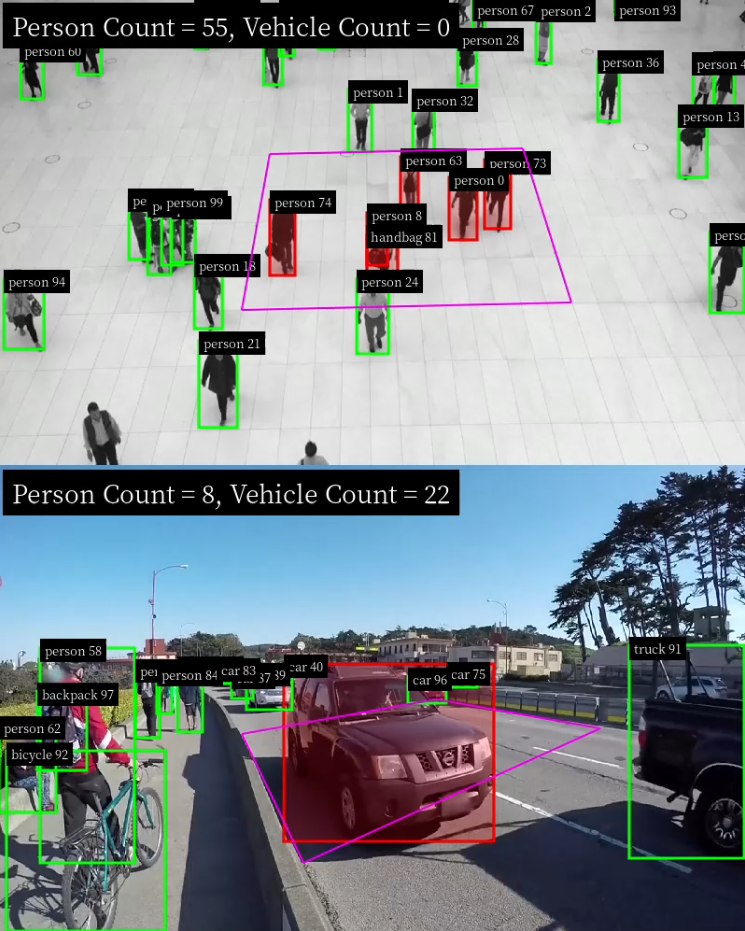 Person Count = 55, Vehicle Count = 0
person 67
person 2
person 93
person 28
person 60
person 36
person 1
person 32
person 13
person 63
person 73
person 0
person 99
person 74
person 8
handbag 81
person 18
person 94
person 24
person 21
Person Count = 8, Vehicle Count = 22
person 58
person 84
car 83
car 40
car 96
car 75
truck 91
backpack 97
person 62
bicycle 92